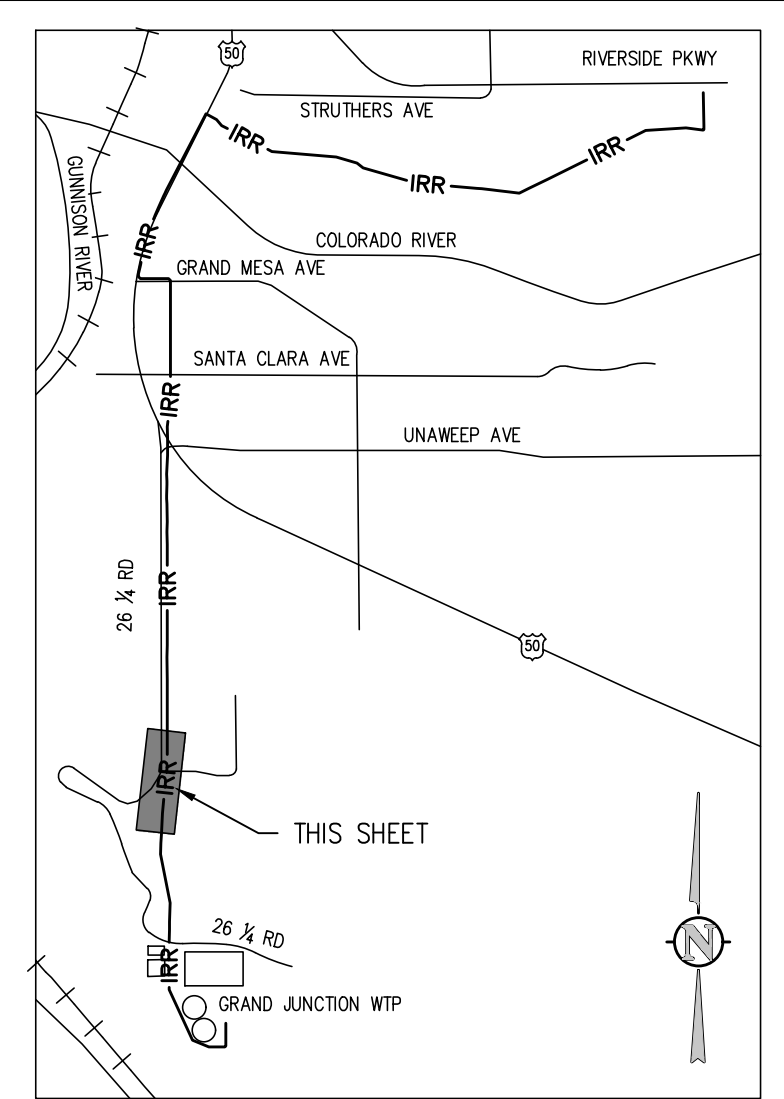 50
RIVERSIDE PKWY
STRUTHERS AVE
IRR
IRR
IRR
GUNNISON RIVER
IRR
COLORADO RIVER
GRAND MESA AVE
SANTA CLARA AVE
IRR
UNAWEEP AVE
26 ¼ RD
IRR
50
IRR
THIS SHEET
26 ¼ RD
N
IRR
GRAND JUNCTION WTP